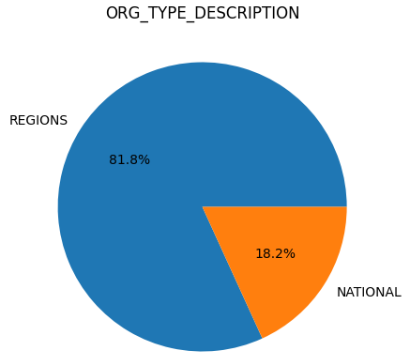 ORG_TYPE_DESCRIPTION
REGIONS
81.8%
18.2%
NATIONAL